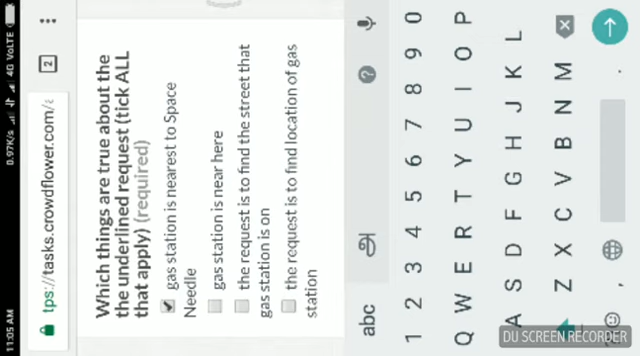 11:05 AM
0.97K/s
4G VoLTE
tps://tasks.crowdflower.com/
2
Which things are true about the
the underlined request (tick ALL
that apply) (required)
gas station is nearest to Space
Needle
gas station is near here
the request is to find the street that
gas station is on
the request is to find location of gas
station
abc
அ
1 2 3 4 5 6 7 8 9 0
Q W E R T Y U I O P
A S D F G H J K L
Z X C V B N M
,
.
DU SCREEN RECORDER